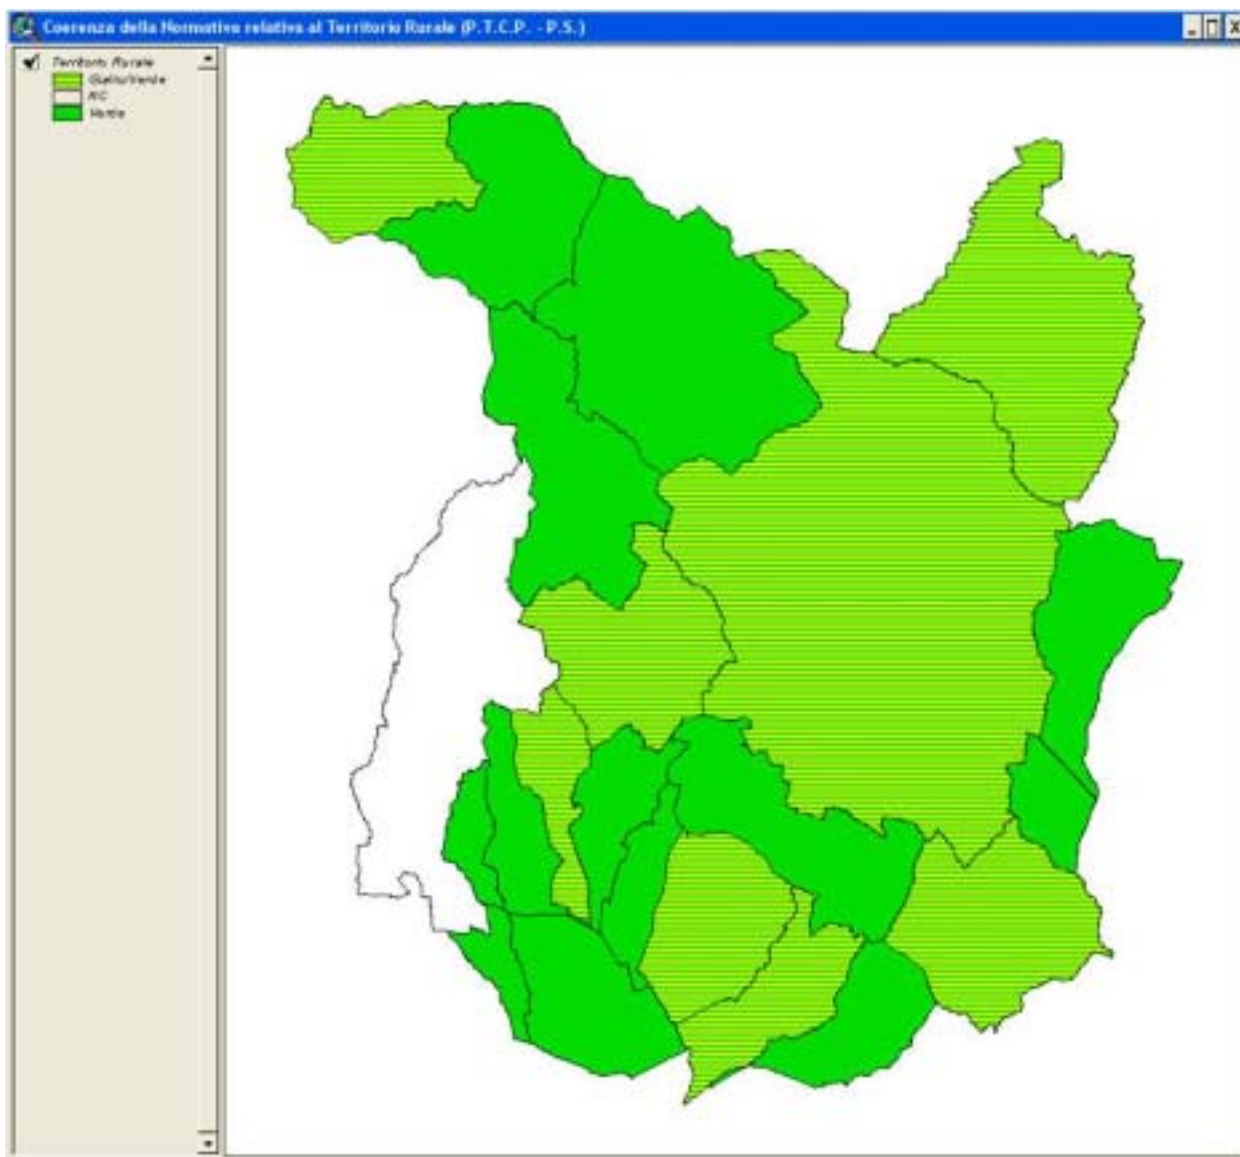 Coerenza della Normativa relativa al Territorio Rurale (P.T.C.P. - P.S.)
Territorio Rurale
Giallo/Verde
Verde